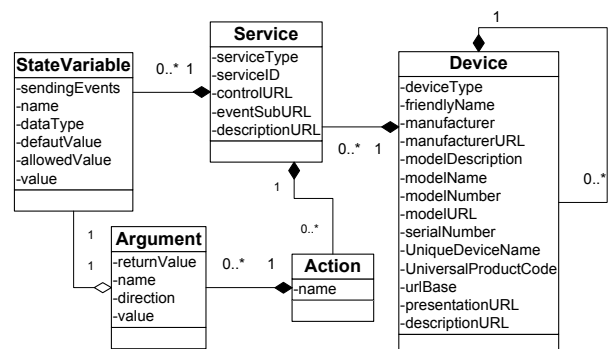 StateVariable
-sendingEvents
-name
-dataType
-defautValue
-allowedValue
-value
0..* 1
Service
-serviceType
-serviceID
-controlURL
-eventSubURL
-descriptionURL
0..* 1
Device
-deviceType
-friendlyName
-manufacturer
-manufacturerURL
-modelDescription
-modelName
-modelNumber
-modelURL
-serialNumber
-UniqueDeviceName
-UniversalProductCode
-urlBase
-presentationURL
-descriptionURL
1
0..*
1
0..*
1
1
Argument
-returnValue
-name
-direction
-value
0..* 1
Action
-name